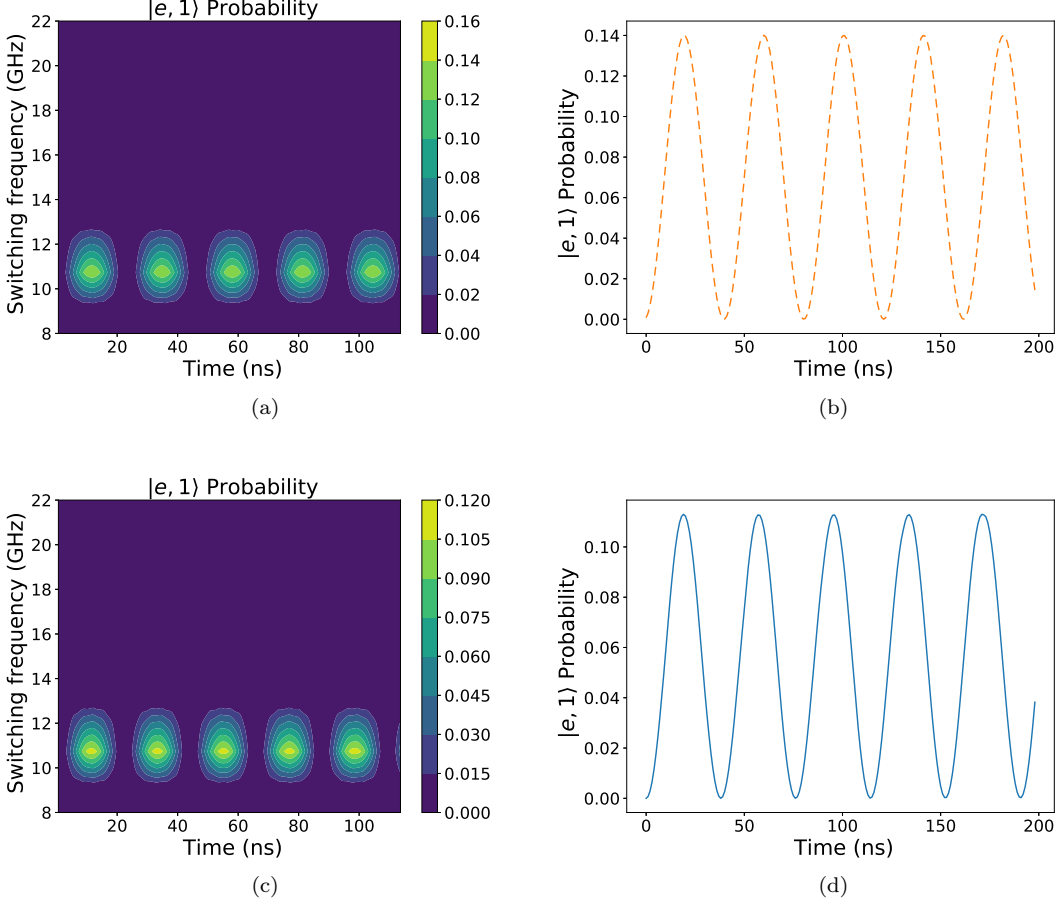 |e, 1⟩ Probability
Switching frequency (GHz)
22
20
18
16
14
12
10
8
20 40 60 80 100
Time (ns)
0.16
0.14
0.12
0.10
0.08
0.06
0.04
0.02
0.00
(a)
|e, 1⟩ Probability
0.14
0.12
0.10
0.08
0.06
0.04
0.02
0.00
0 50 100 150 200
Time (ns)
(b)
|e, 1⟩ Probability
Switching frequency (GHz)
22
20
18
16
14
12
10
8
20 40 60 80 100
Time (ns)
0.120
0.105
0.090
0.075
0.060
0.045
0.030
0.015
0.000
(c)
|e, 1⟩ Probability
0.10
0.08
0.06
0.04
0.02
0.00
0 50 100 150 200
Time (ns)
(d)